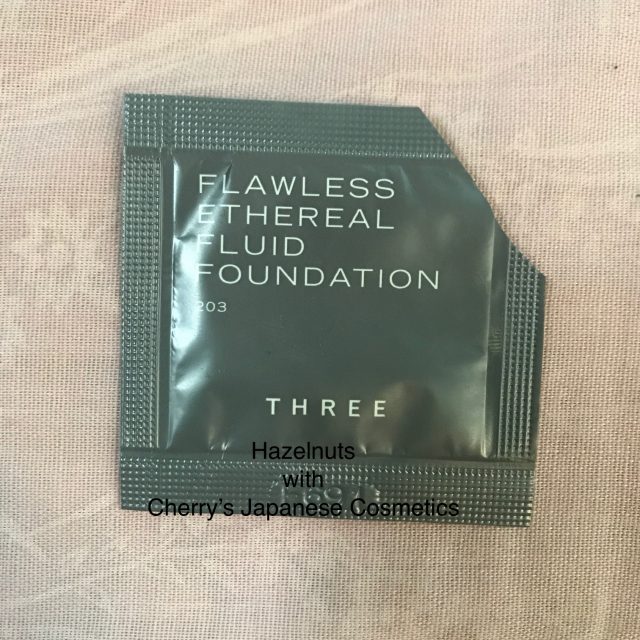 FLAWLESS
ETHEREAL
FLUID
FOUNDATION
203
THREE
Hazelnuts
with
Cherry's Japanese Cosmetics